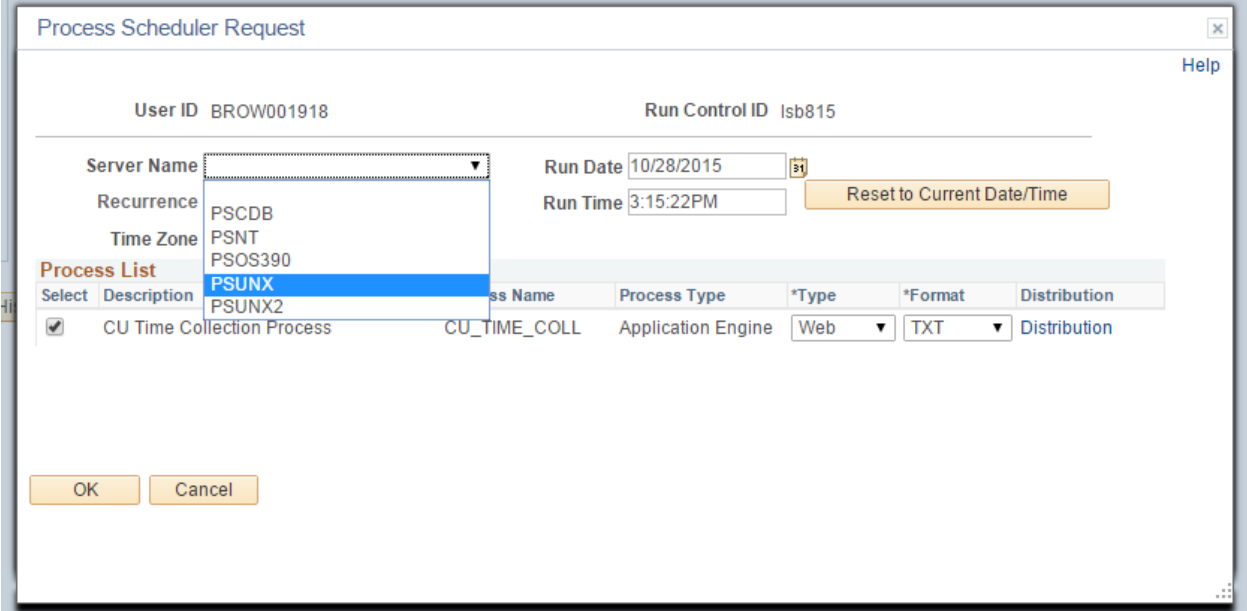 Process Scheduler Request
Help
User ID BROW001918 Run Control ID lsb815
Server Name Run Date 10/28/2015 31
Recurrence Run Time 3:15:22PM Reset to Current Date/Time
Time Zone
PSCDB
PSNT
PSOS390
PSUNX
PSUNX2
Process List
Select Description ss Name Process Type *Type *Format Distribution
CU Time Collection Process CU_TIME_COLL Application Engine Web TXT Distribution
OK Cancel